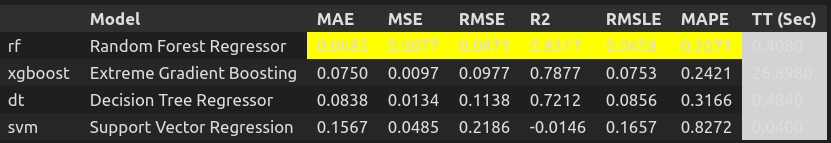 Model MAE MSE RMSE R2 RMSLE MAPE TT (Sec)
rf Random Forest Regressor 0.0685 0.0077 0.0871 0.8317 0.0658 0.2071 0.4080
xgboost Extreme Gradient Boosting 0.0750 0.0097 0.0977 0.7877 0.0753 0.2421 26.8980
dt Decision Tree Regressor 0.0838 0.0134 0.1138 0.7212 0.0856 0.3166 0.4840
svm Support Vector Regression 0.1567 0.0485 0.2186 -0.0146 0.1657 0.8272 0.0400